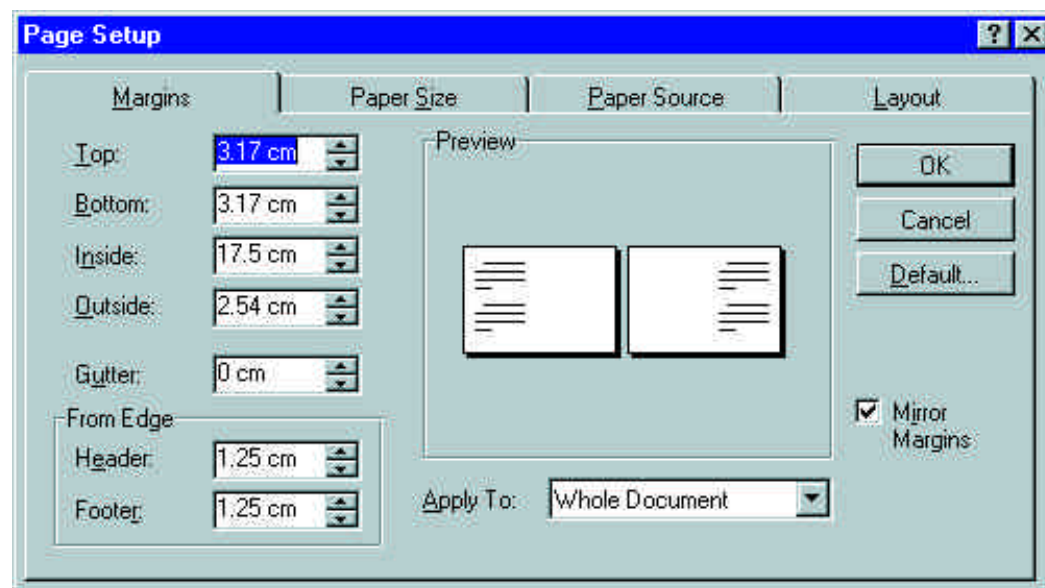 Page Setup
Margins Paper Size Paper Source Layout
Top: 3.17 cm
Bottom: 3.17 cm
Inside: 17.5 cm
Outside: 2.54 cm
Gutter: 0 cm
From Edge
Header: 1.25 cm
Footer: 1.25 cm
Preview
Apply To: Whole Document
OK
Cancel
Default...
Mirror
Margins